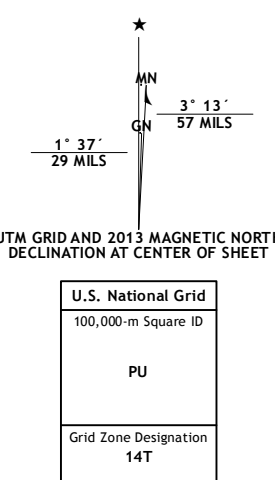 MN
GN
3° 13´
57 MILS
1° 37´
29 MILS
UTM GRID AND 2013 MAGNETIC NORTH
DECLINATION AT CENTER OF SHEET
U.S. National Grid
100,000-m Square ID
PU
Grid Zone Designation
14T